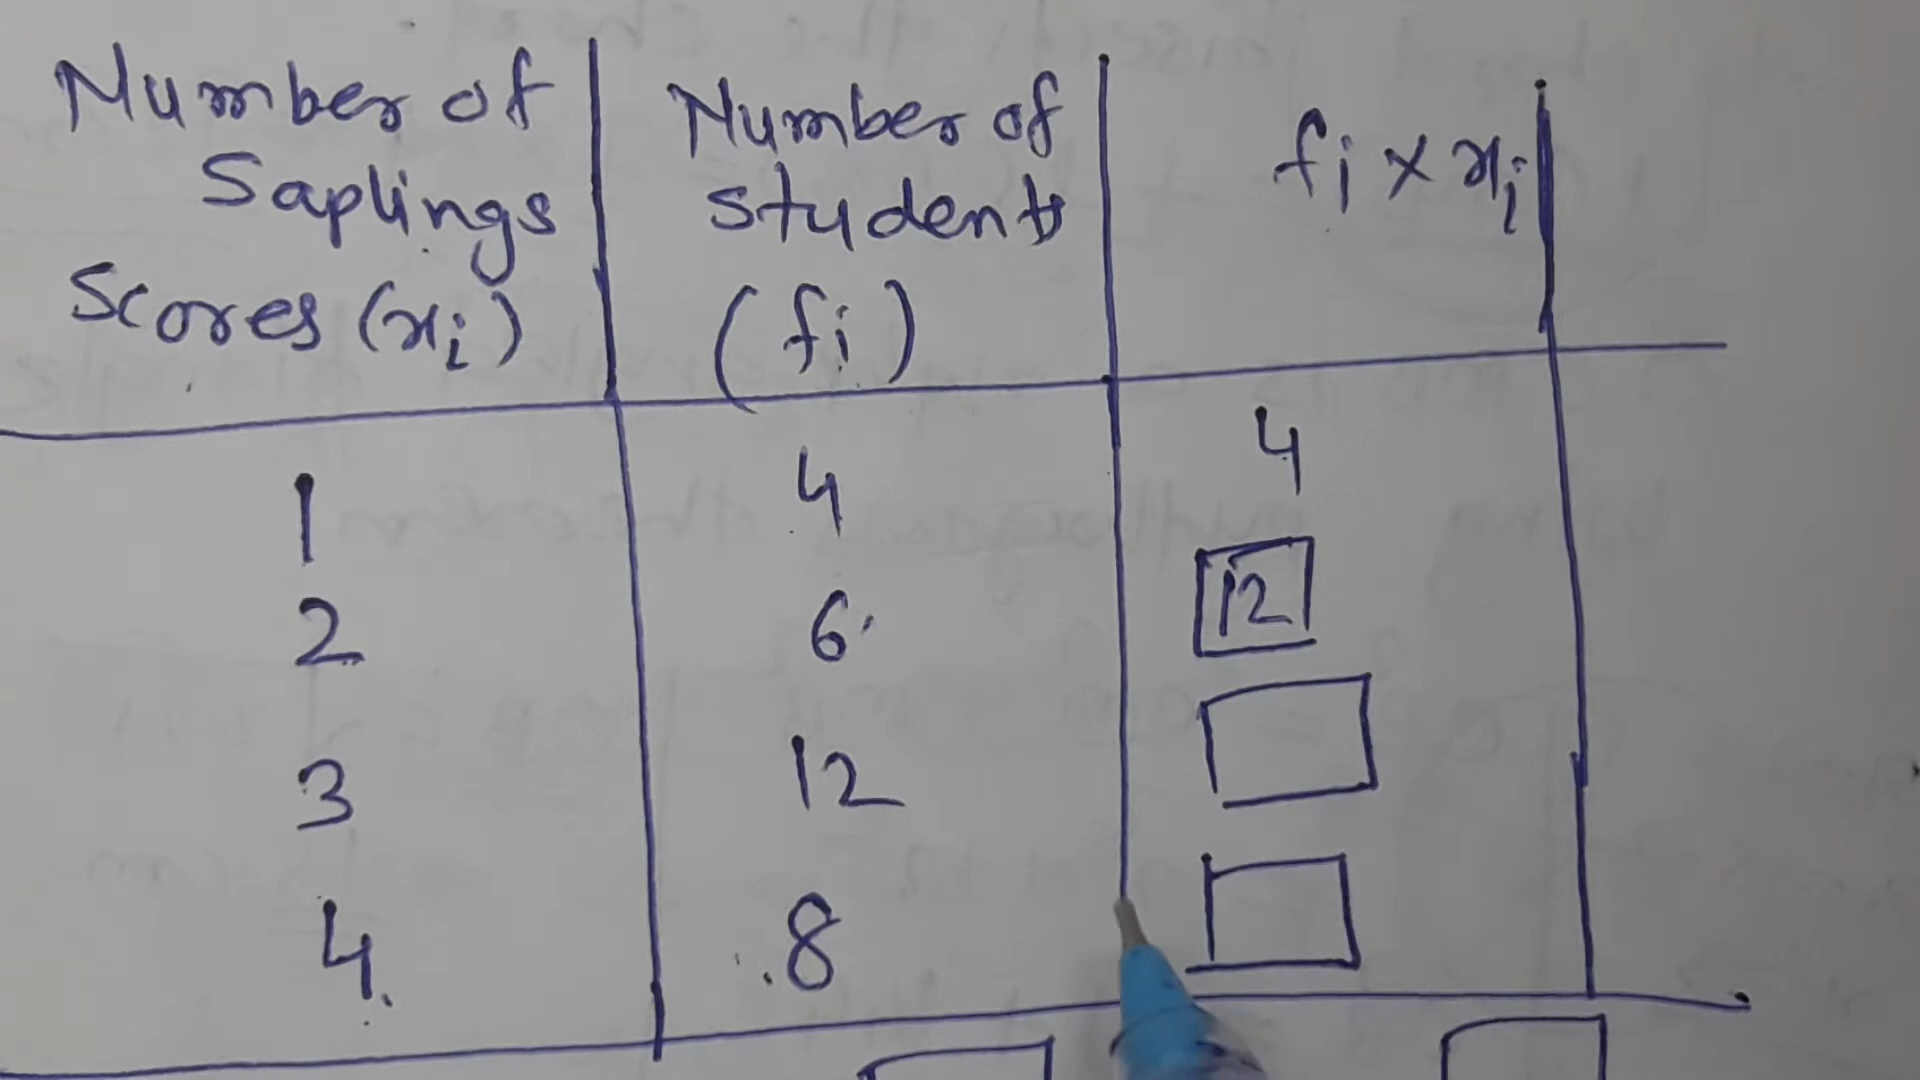 Number of
Saplings
Scores (xi)
Number of
students
(fi)
fi × xi
1 4 4
2 6 12
3 12
4 8